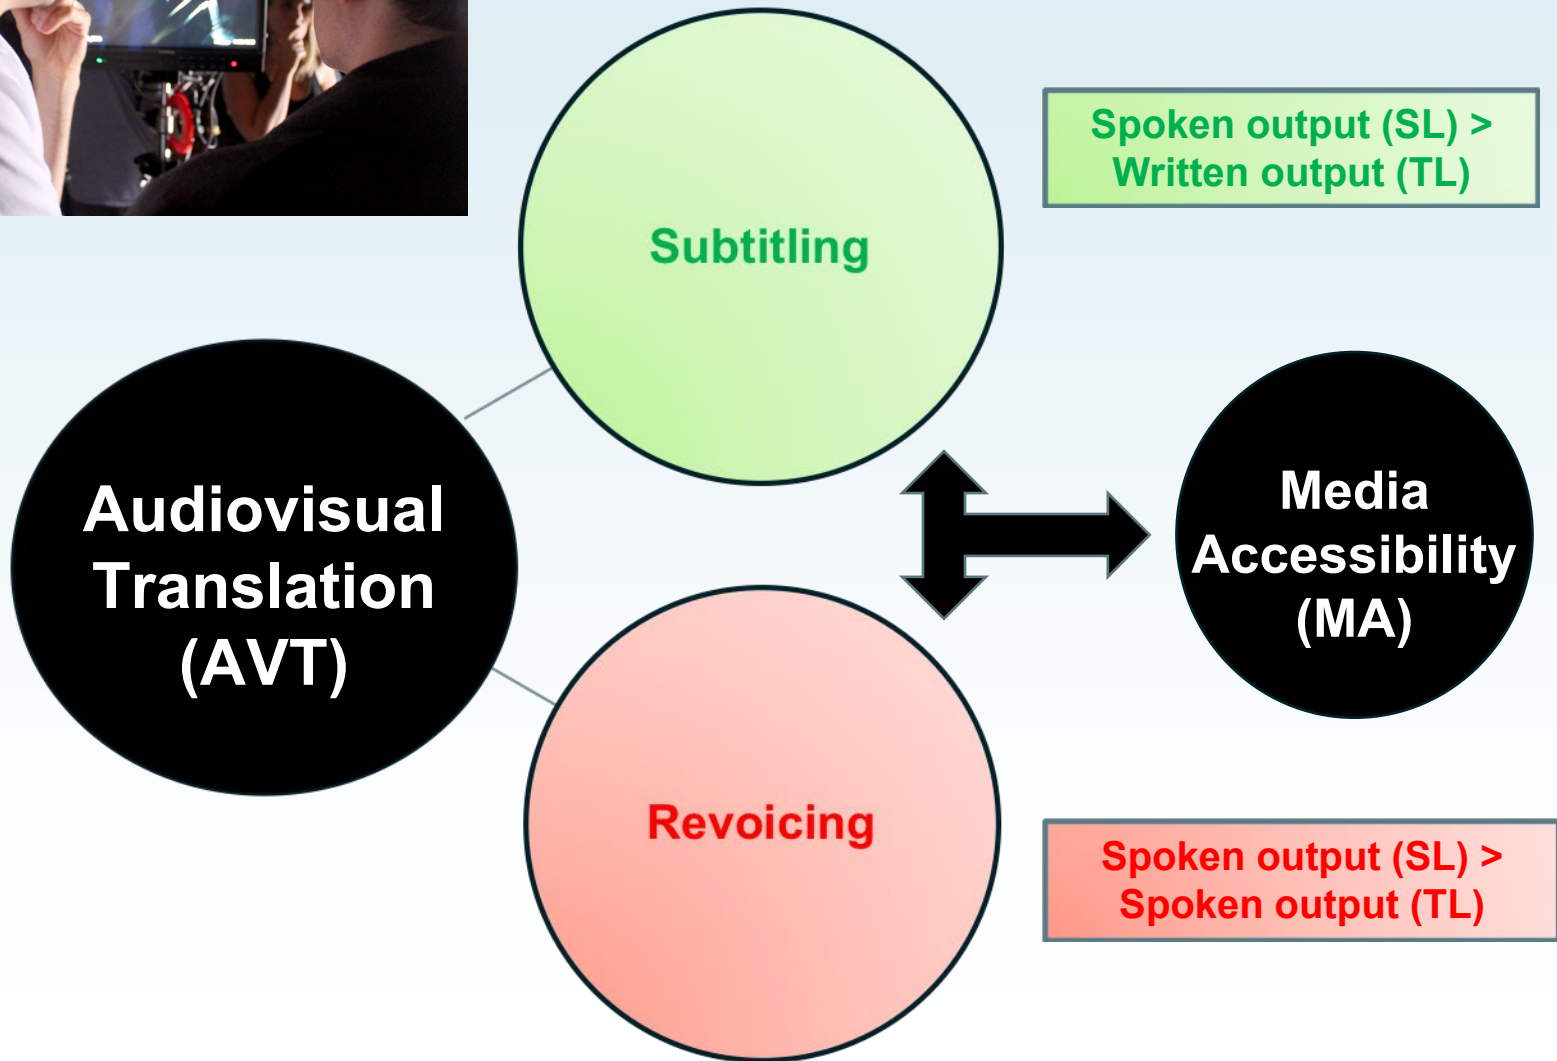 Subtitling
Spoken output (SL) >
Written output (TL)
Audiovisual
Translation
(AVT)
Media
Accessibility
(MA)
Revoicing
Spoken output (SL) >
Spoken output (TL)